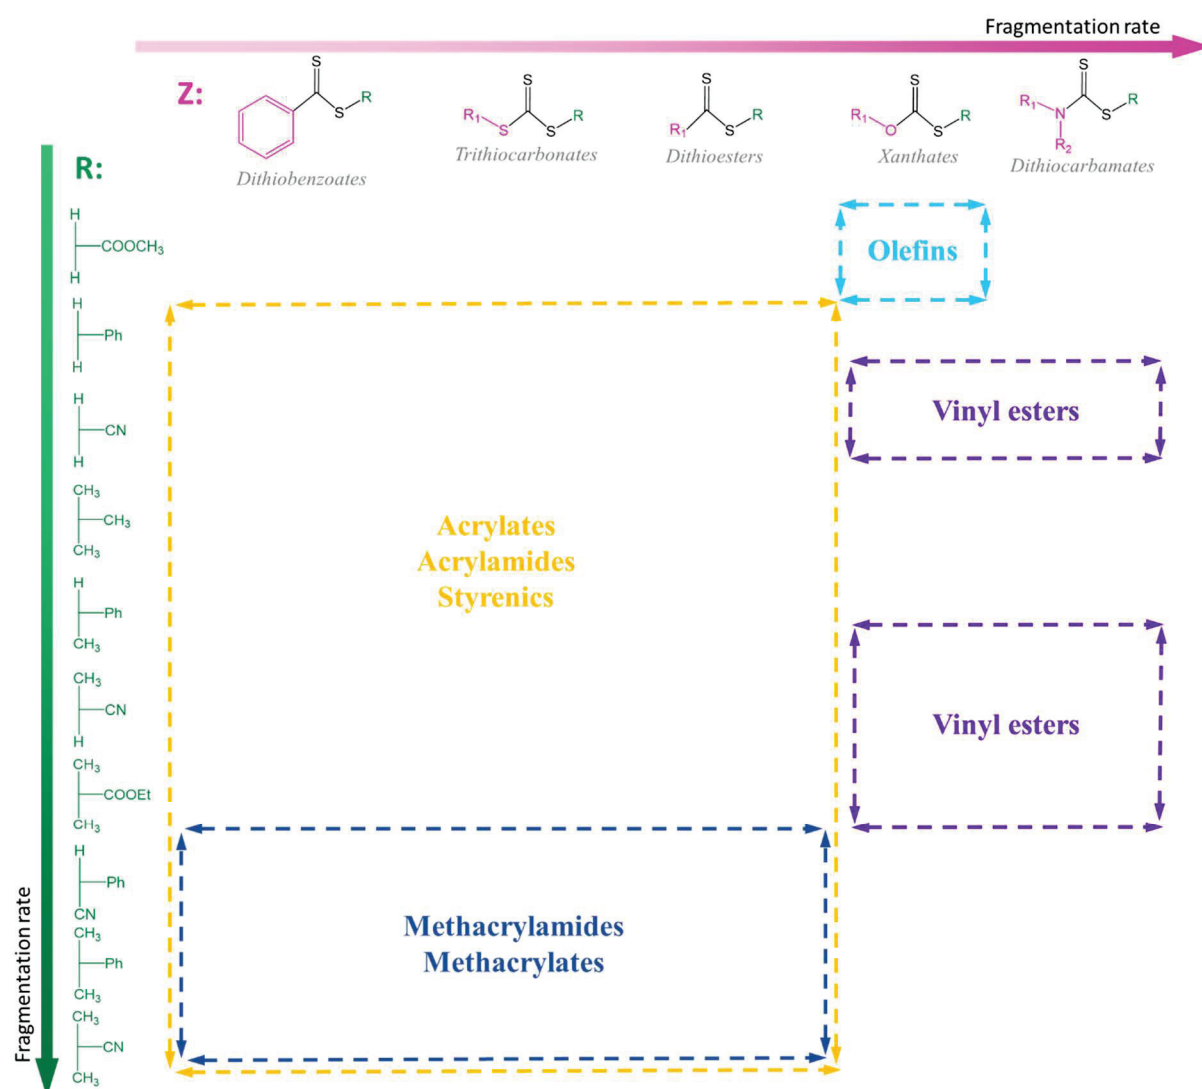 Fragmentation rate
Z:
S
S
R
Dithiobenzoates
R₁
S
S
S
R
Trithiocarbonates
S
R₁
S
R
Dithioesters
S
R₁
O
S
R
Xanthates
S
R₁
N
S
R
R₂
Dithiocarbamates
R:
H
COOCH₃
H
Olefins
H
Ph
H
H
CN
H
Vinyl esters
CH₃
CH₃
CH₃
Acrylates
Acrylamides
Styrenics
H
Ph
CH₃
CH₃
CN
H
Vinyl esters
CH₃
COOEt
CH₃
H
Ph
CN
Methacrylamides
Methacrylates
CH₃
Ph
CH₃
CH₃
CN
CH₃
Fragmentation rate